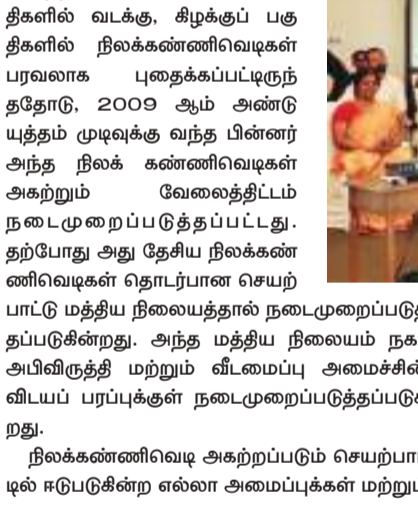 திகளில் வடக்கு, கிழக்குப் பகு
திகளில் நிலக்கண்ணிவெடிகள்
பரவலாக புதைக்கப்பட்டிருந்
ததோடு, 2009 ஆம் ஆண்டு
யுத்தம் முடிவுக்கு வந்த பின்னர்
அந்த நிலக் கண்ணிவெடிகள்
அகற்றும் வேலைத்திட்டம்
நடைமுறைப்படுத்தப்பட்டது.
தற்போது அது தேசிய நிலக்கண்
ணிவெடிகள் தொடர்பான செயற்
பாட்டு மத்திய நிலையத்தால் நடைமுறைப்படுத்
தப்படுகின்றது. அந்த மத்திய நிலையம் நக
அபிவிருத்தி மற்றும் வீடமைப்பு அமைச்சின்
விடயப் பரப்புக்குள் நடைமுறைப்படுத்தப்படுக
றது.
நிலக்கண்ணிவெடி அகற்றப்படும் செயற்பா
டில் ஈடுபடுகின்ற எல்லா அமைப்புக்கள் மற்றும்